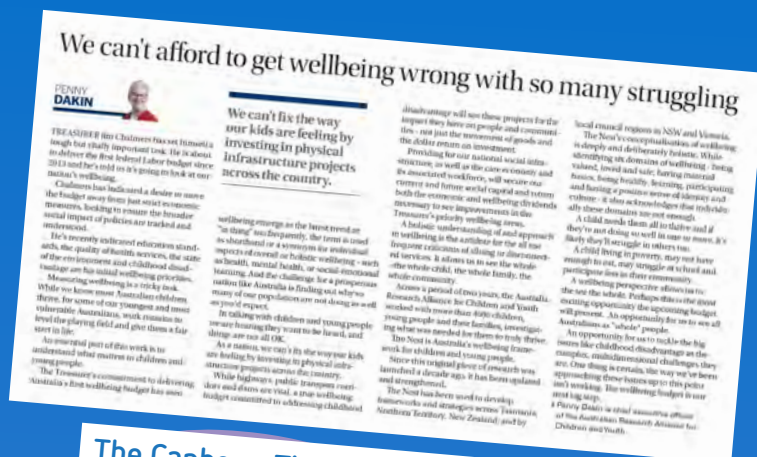 We can't afford to get wellbeing wrong with so many struggling
PENNY
DAKIN
TREASURER Jim Chalmers has set himself a
tough but vitally important task. He is about
to deliver the first federal Labor budget since
2013 and he's told us it's going to look at our
nation's wellbeing.
Chalmers has indicated a desire to move
the budget away from just strict economic
measures, looking to ensure the broader
social impact of policies are tracked and
understood.
He's recently indicated education stand-
ards, the quality of health services, the state
of the environment and childhood disad-
vantage are his initial wellbeing priorities.
Measuring wellbeing is a tricky task.
While we know most Australian children
thrive, for some of our youngest and most
vulnerable Australians, work remains to
level the playing field and give them a fair
start in life.
An essential part of this work is to
understand what matters to children and
young people.
The Treasurer's commitment to delivering
Australia's first wellbeing budget has seen
We can't fix the way
our kids are feeling by
investing in physical
infrastructure projects
across the country.
wellbeing emerge as the latest trend or
"in thing" too frequently, the term is used
as shorthand or a synonym for individual
aspects of overall or holistic wellbeing - such
as health, mental health, or social-emotional
learning. And the challenge for a prosperous
nation like Australia is finding out why so
many of our population are not doing as well
as you'd expect.
In talking with children and young people
we are hearing they want to be heard, and
things are not all OK.
As a nation, we can't fix the way our kids
are feeling by investing in physical infra-
structure projects across the country.
While highways, public transport corri-
dors and dams are vital, a true wellbeing
budget committed to addressing childhood
disadvantage will see these projects for the
impact they have on people and communi-
ties - not just the movement of goods and
the dollar return on investment.
Providing for our national social infra-
structure, as well as the care economy and
its associated workforce, will secure our
current and future social capital and return
both the economic and wellbeing dividends
necessary to see improvements in the
Treasurer's priority wellbeing areas.
A holistic understanding of and approach
to wellbeing is the antidote for the all too
frequent criticisms of siloing or disconnect-
ed services. It allows us to see the whole
- the whole child, the whole family, the
whole community.
Across a period of two years, the Australia
Research Alliance for Children and Youth
worked with more than 4000 children,
young people and their families, investigat-
ing what was needed for them to truly thrive.
The Nest is Australia's wellbeing frame-
work for children and young people.
Since this original piece of research was
launched a decade ago, it has been updated
and strengthened.
The Nest has been used to develop
frameworks and strategies across Tasmania,
Northern Territory, New Zealand, and by
local council regions in NSW and Victoria.
The Nest's conceptualisation of wellbeing
is deeply and deliberately holistic. While
identifying six domains of wellbeing - being
valued, loved and safe, having material
basics, being healthy, learning, participating
and having a positive sense of identity and
culture - it also acknowledges that individu-
ally these domains are not enough.
A child needs them all to thrive and if
they're not doing so well in one or more, it's
likely they'll struggle in others too.
A child living in poverty, may not have
enough to eat, may struggle at school and
participate less in their community.
A wellbeing perspective allows us to
the see the whole. Perhaps this is the most
exciting opportunity the upcoming budget
will present. An opportunity for us to see all
Australians as "whole" people.
An opportunity for us to tackle the big
issues like childhood disadvantage as the
complex, multidimensional challenges they
are. One thing is certain, the way we've been
approaching these issues up to this point
isn't working. The wellbeing budget is our
next big step.
Penny Dakin is chief executive officer
of the Australian Research Alliance for
Children and Youth.
The